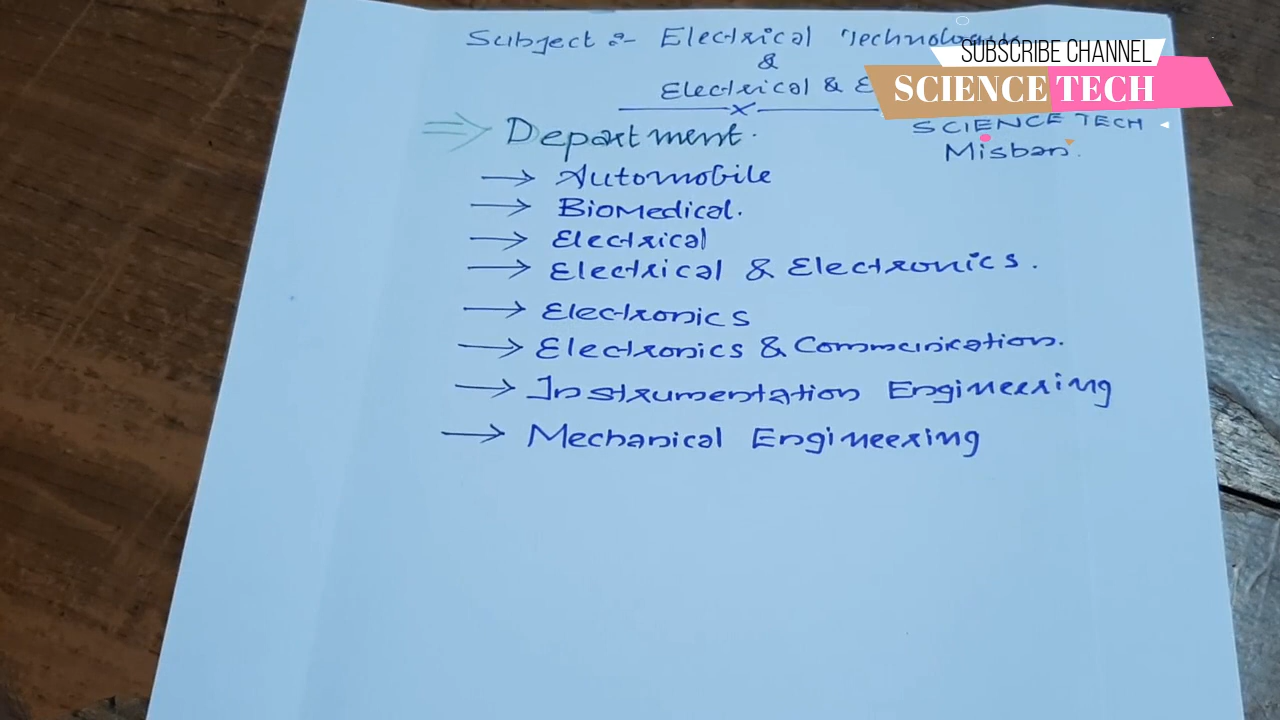 Subject :- Electrical Technology
&
Electrical & E
SUBSCRIBE CHANNEL
SCIENCE TECH
SCIENCE TECH
Misban.
⇒ Department.
→ Automobile
→ BioMedical.
→ Electrical
→ Electrical & Electronics.
→ Electronics
→ Electronics & Communication.
→ Instrumentation Engineering
→ Mechanical Engineering